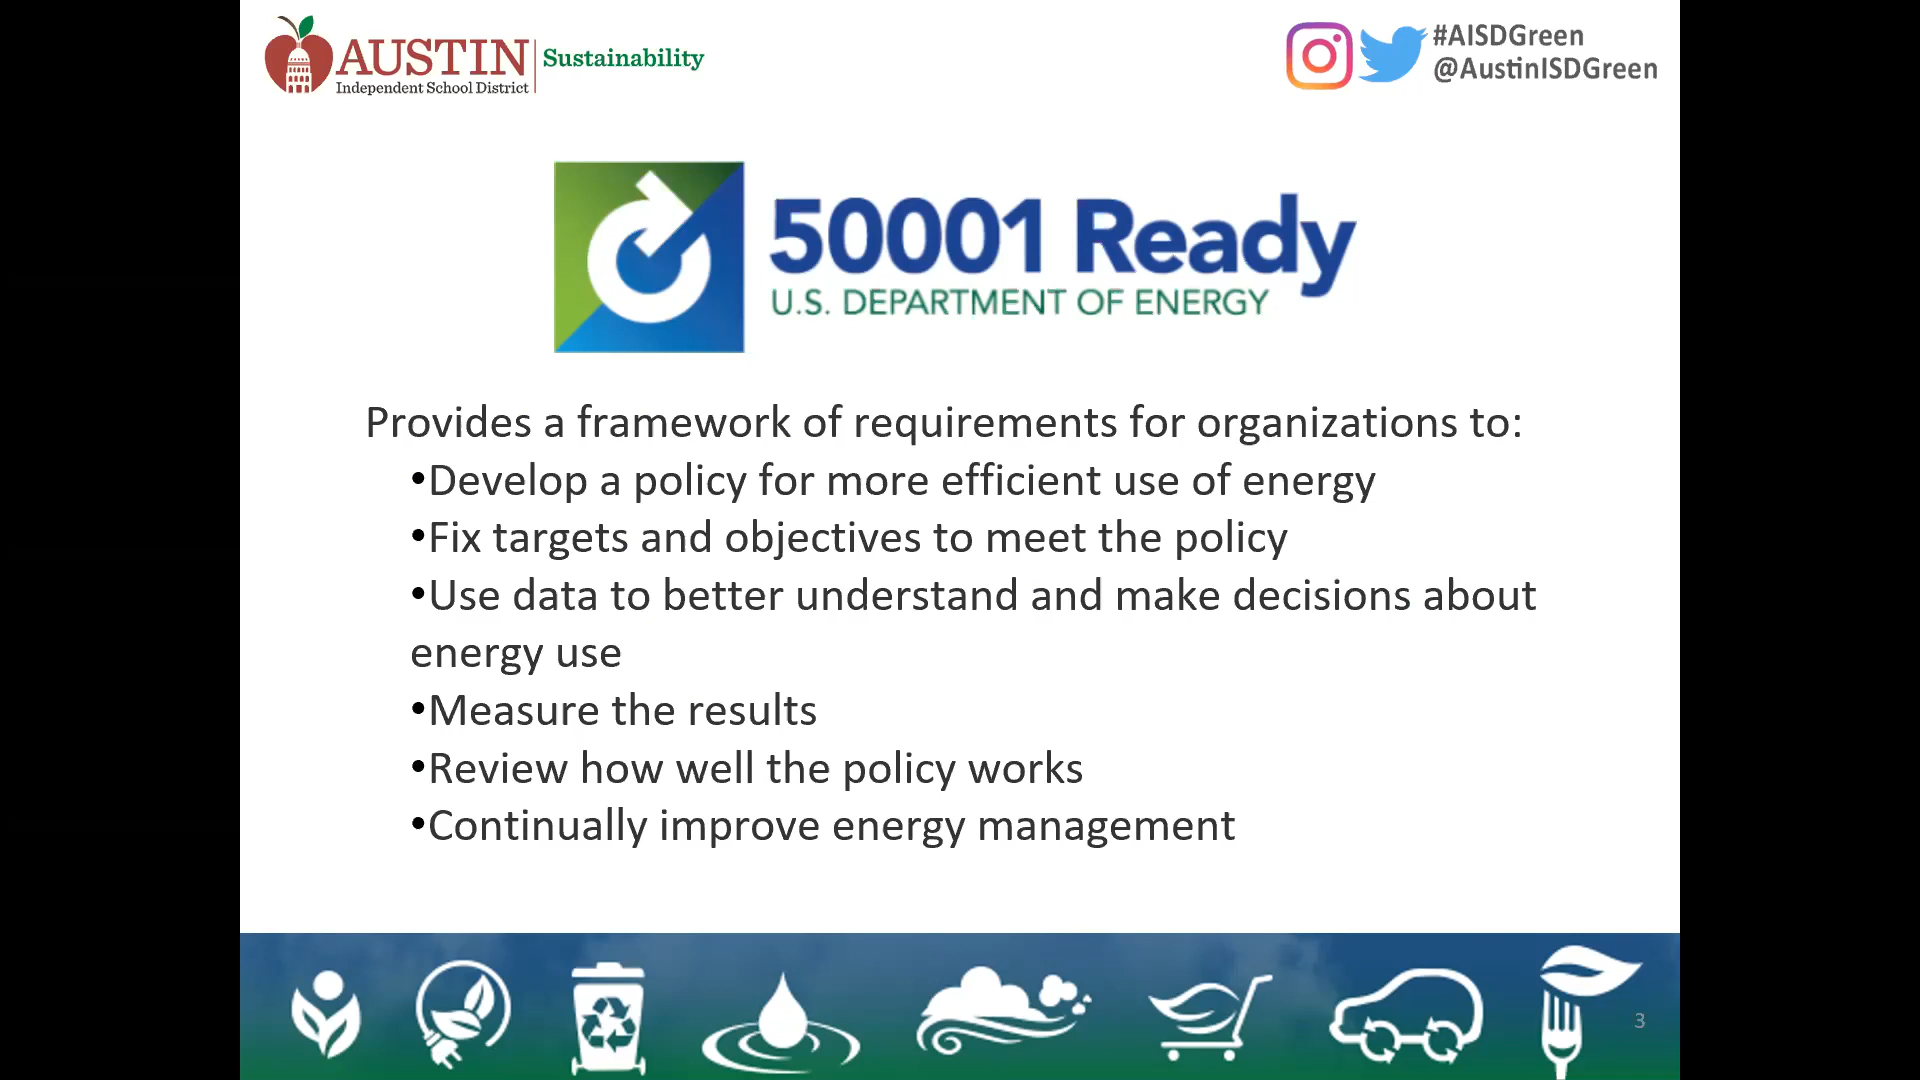 AUSTIN
Independent School District
Sustainability
#AISDGreen
@AustinISDGreen
50001 Ready
U.S. DEPARTMENT OF ENERGY
Provides a framework of requirements for organizations to:
•Develop a policy for more efficient use of energy
•Fix targets and objectives to meet the policy
•Use data to better understand and make decisions about
energy use
•Measure the results
•Review how well the policy works
•Continually improve energy management
3